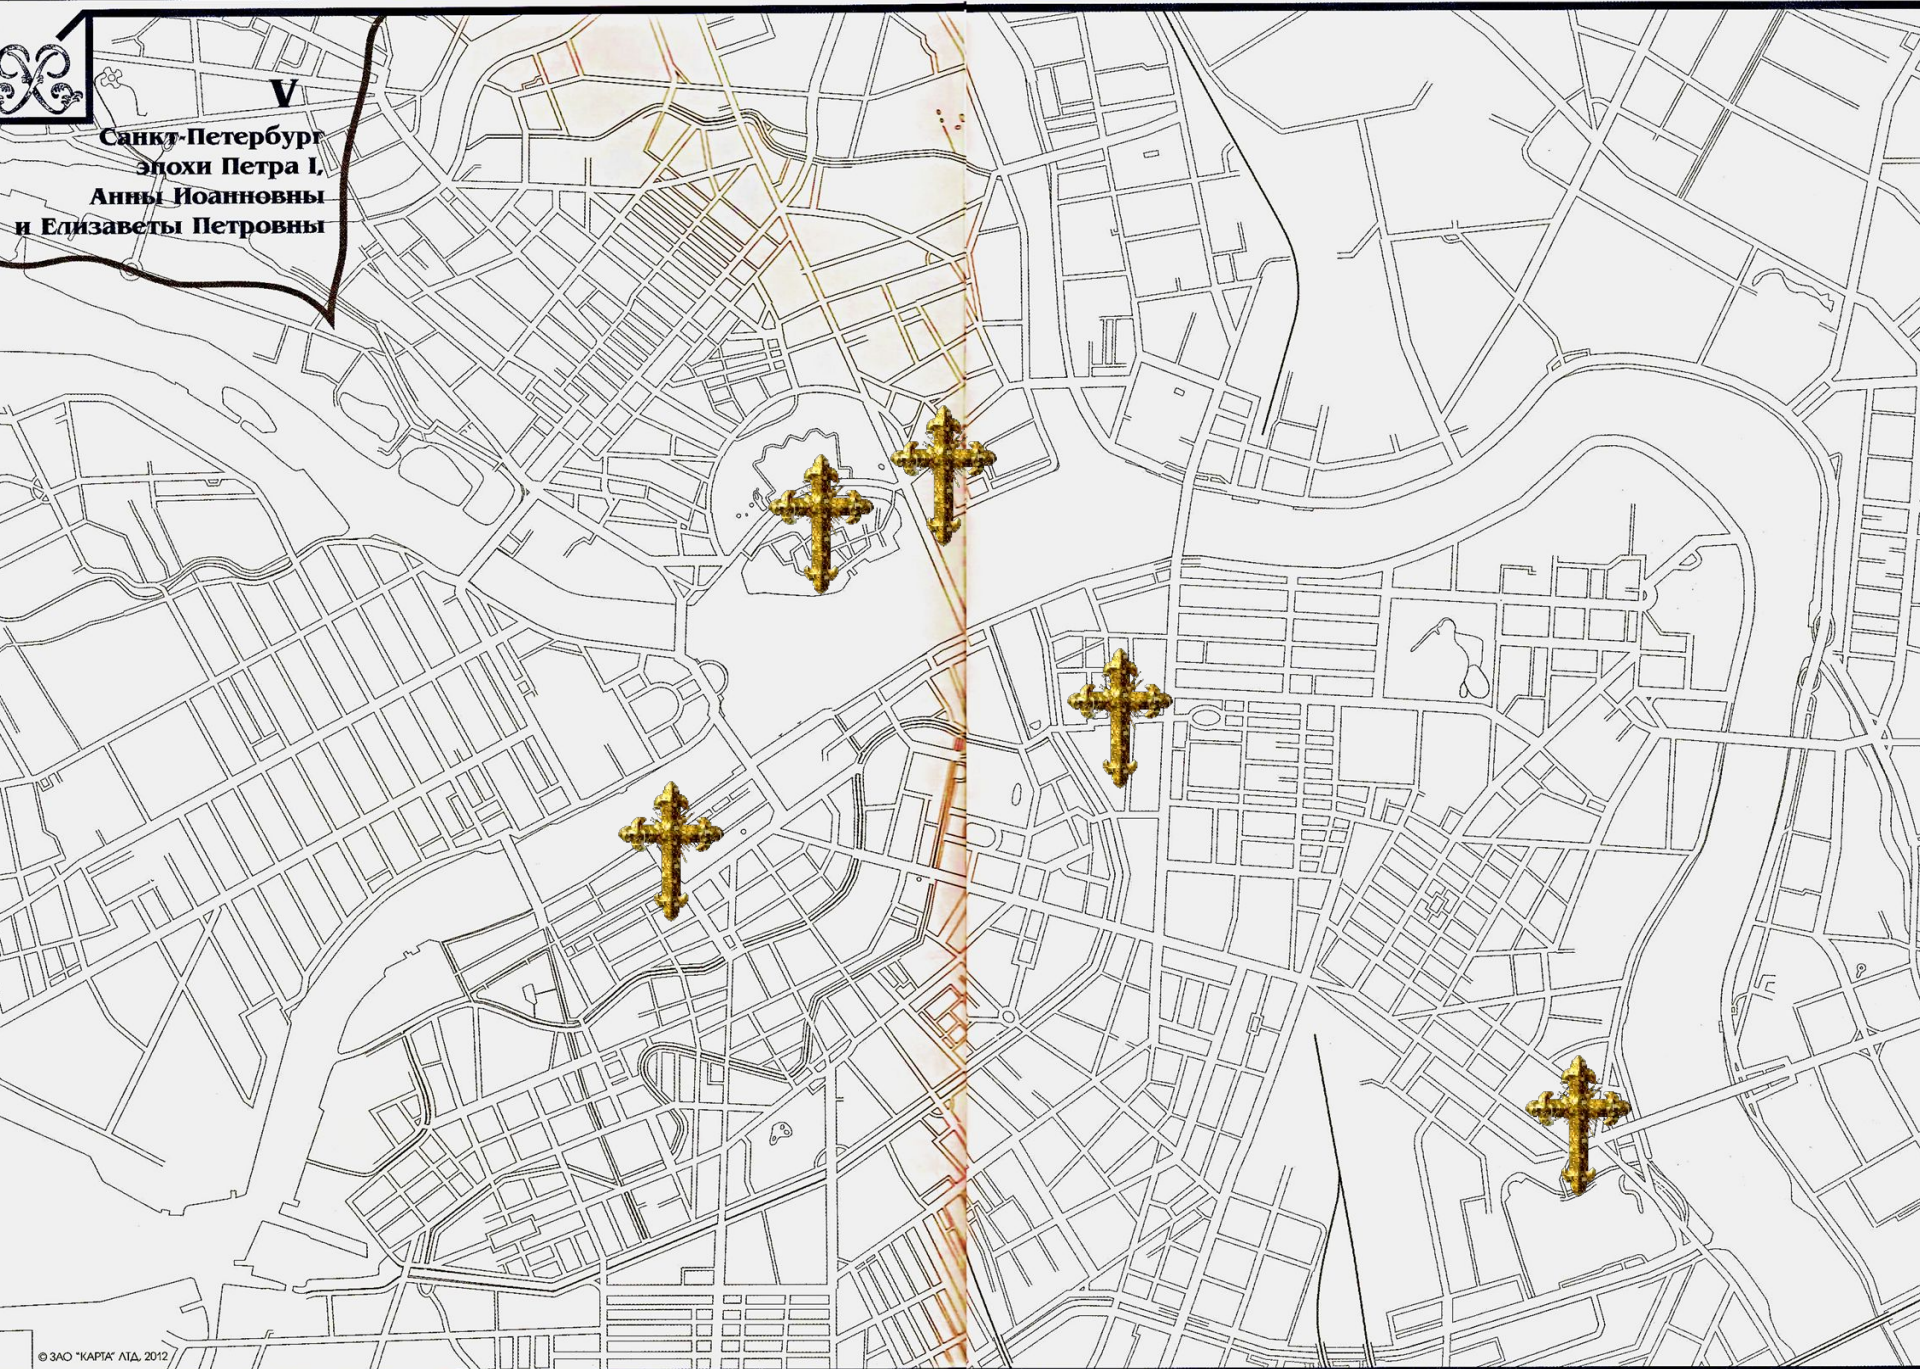 V
Санкт-Петербург
эпохи Петра I,
Анны Иоанновны
и Елизаветы Петровны
© ЗАО "КАРТА" ЛТД, 2012